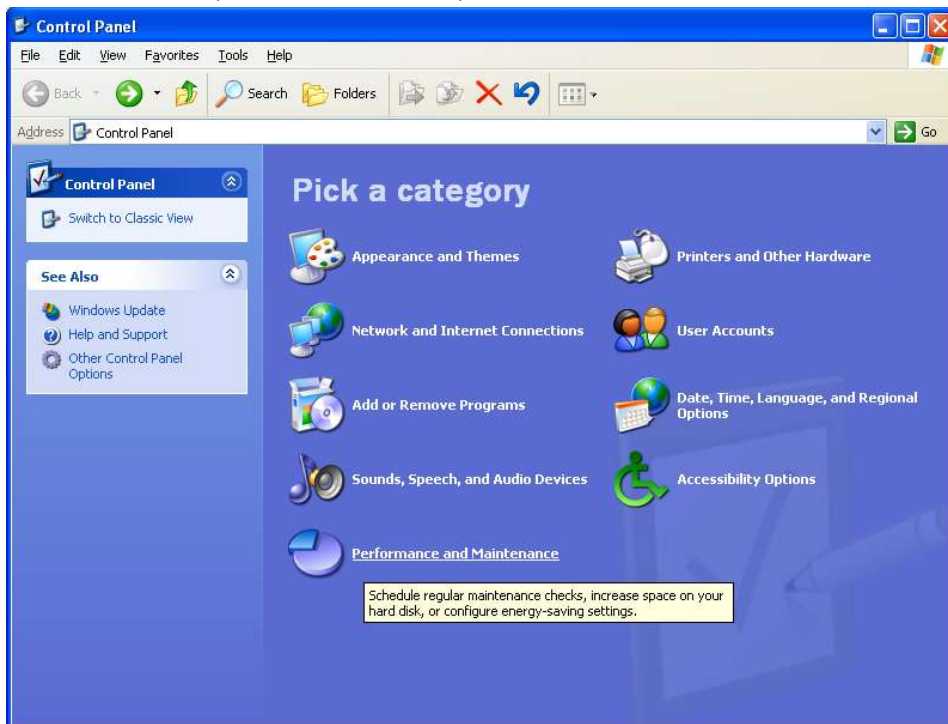 Control Panel
File Edit View Favorites Tools Help
Back Search Folders
Address Control Panel Go
Control Panel
Switch to Classic View
See Also
Windows Update
Help and Support
Other Control Panel
Options
Pick a category
Appearance and Themes
Printers and Other Hardware
Network and Internet Connections
User Accounts
Add or Remove Programs
Date, Time, Language, and Regional
Options
Sounds, Speech, and Audio Devices
Accessibility Options
Performance and Maintenance
Schedule regular maintenance checks, increase space on your
hard disk, or configure energy-saving settings.